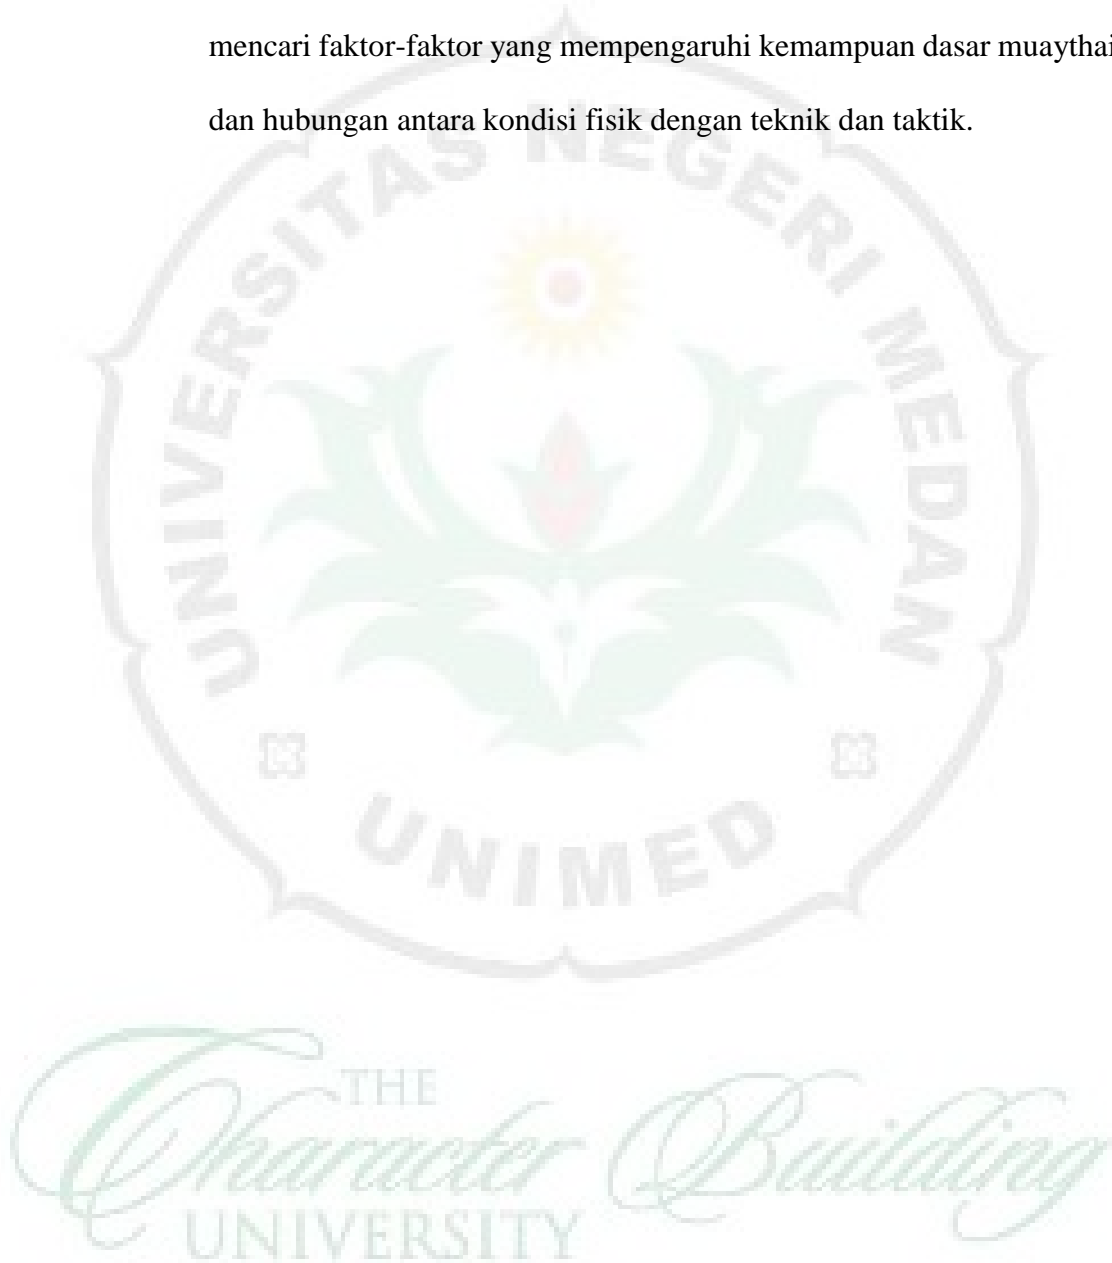 mencari faktor-faktor yang mempengaruhi kemampuan dasar muaythai
dan hubungan antara kondisi fisik dengan teknik dan taktik.
UNIVERSITAS NEGERI MEDAN
UNIMED
THE
Character Building
UNIVERSITY